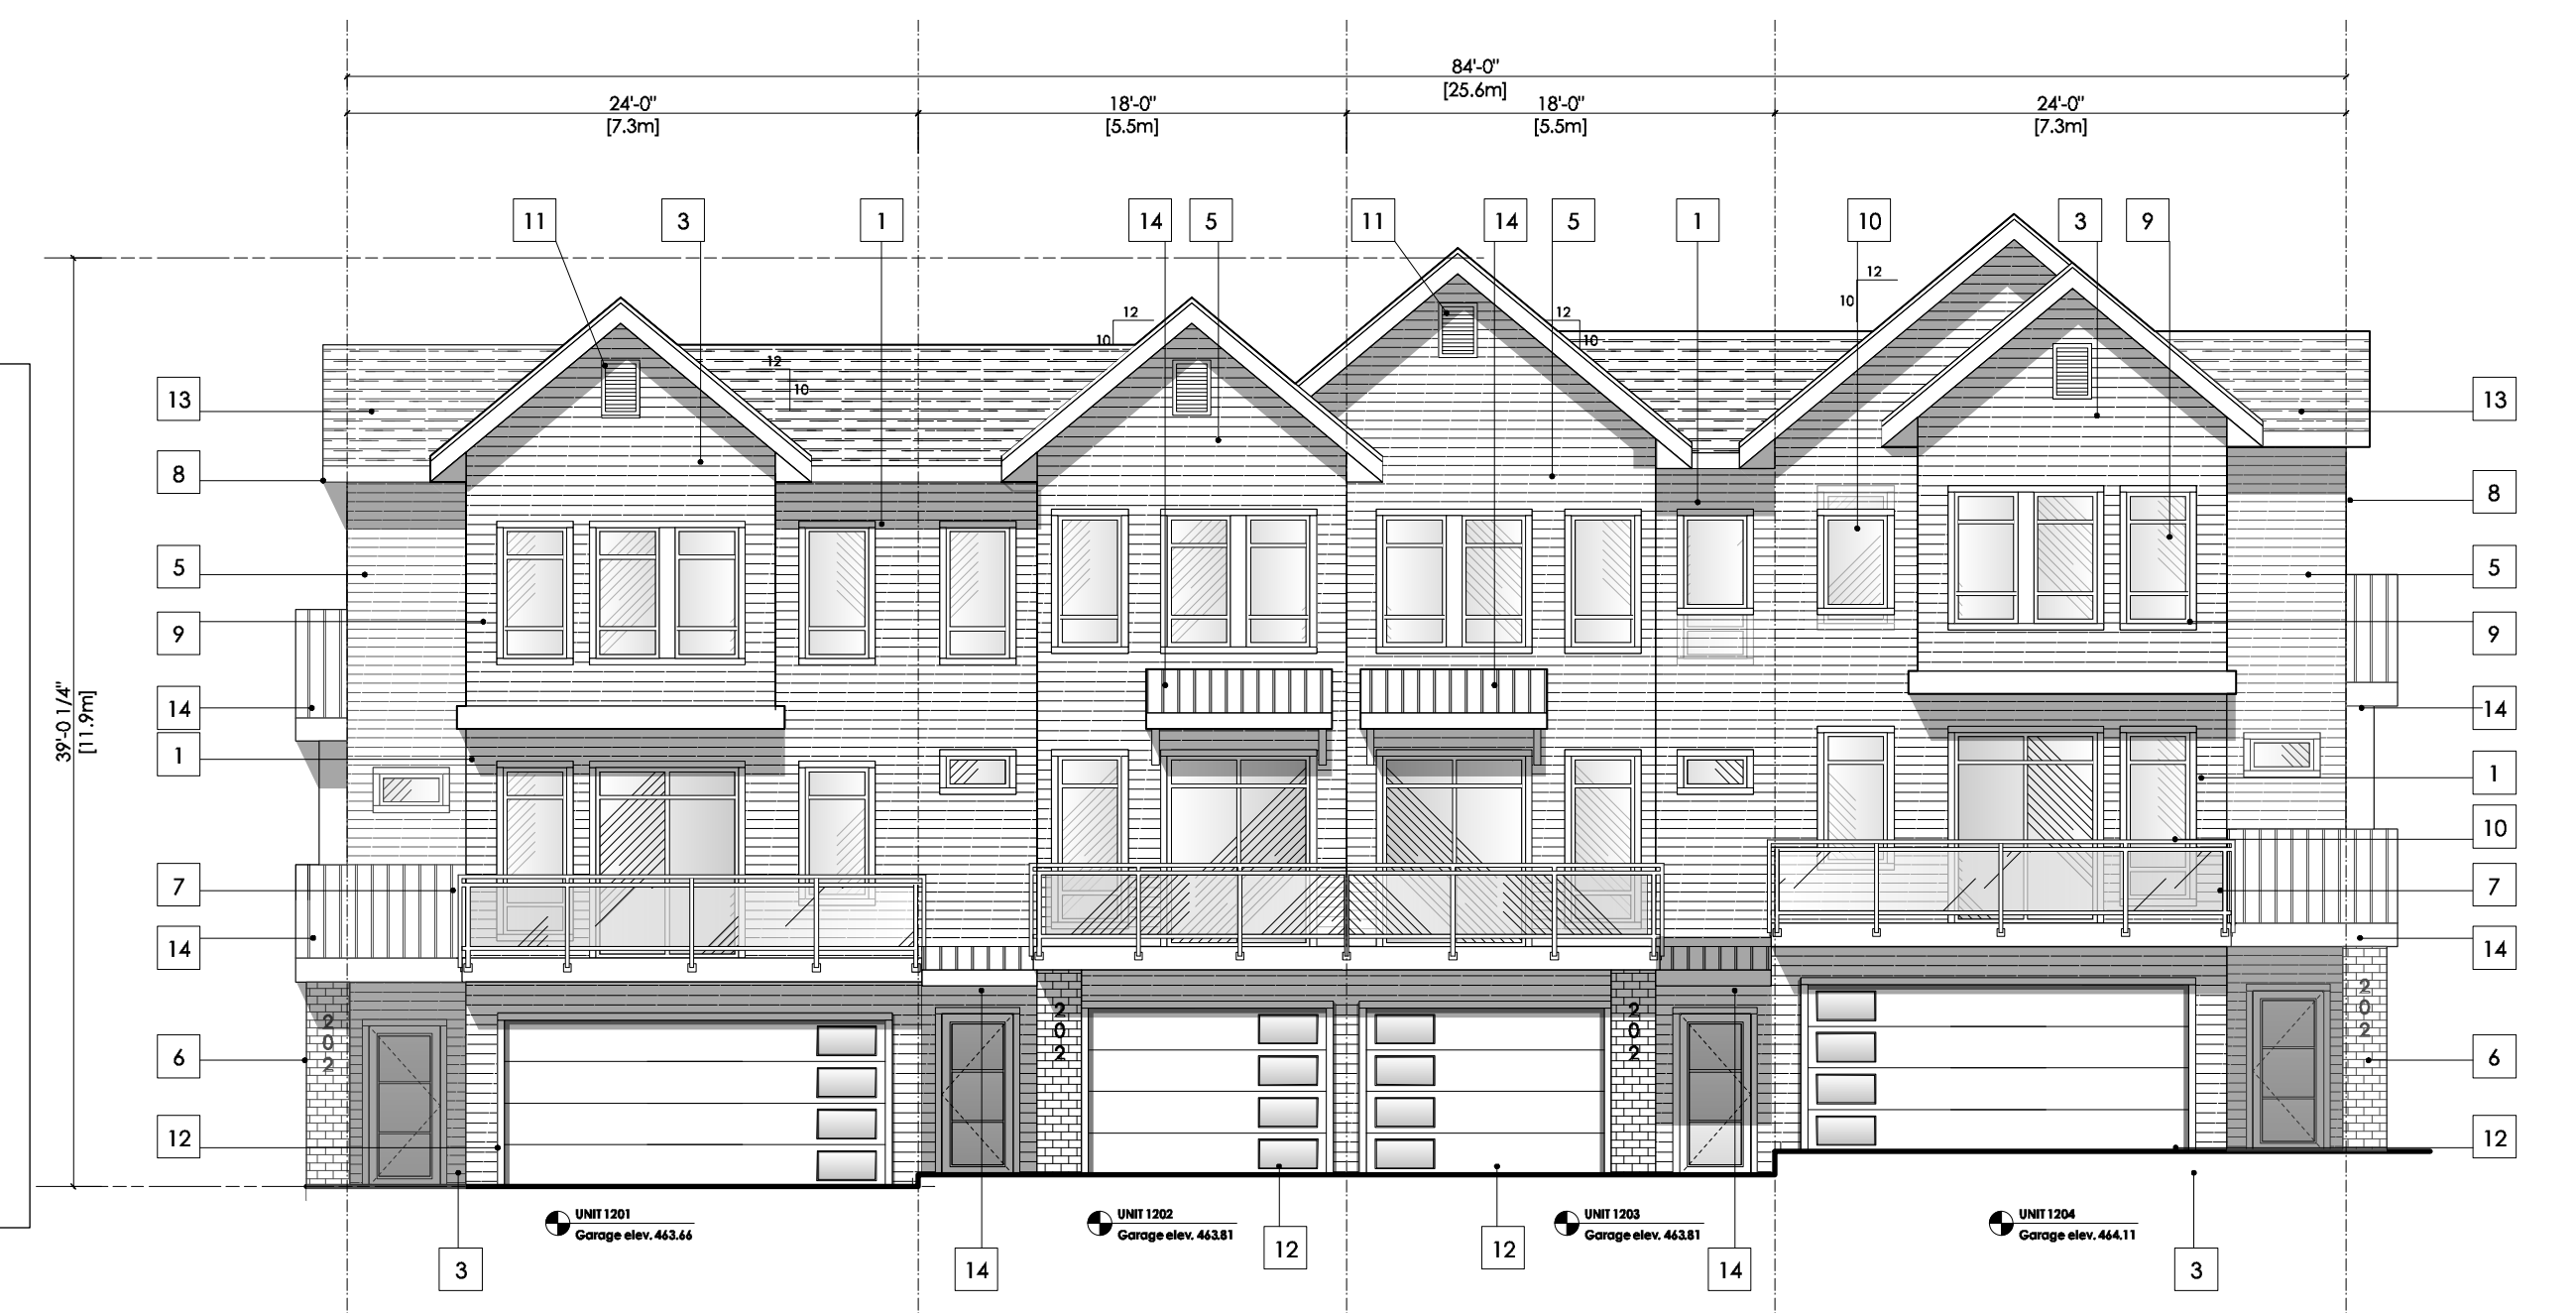 84'-0"
[25.6m]
24'-0" 18'-0" 18'-0" 24'-0"
[7.3m] [5.5m] [5.5m] [7.3m]
11 3 1 14 5 11 14 5 1 10 3 9
12
10
12
10
12
10
12
10
13 13
8 8
5 5
9 9
14 14
1 1
10
7 7
14 14
6 6
12 12
39'-0 1/4"
[11.9m]
202
202
202
202
UNIT 1201
Garage elev. 463.66
UNIT 1202
Garage elev. 463.81
UNIT 1203
Garage elev. 463.81
UNIT 1204
Garage elev. 464.11
12 12
3 14 14 3